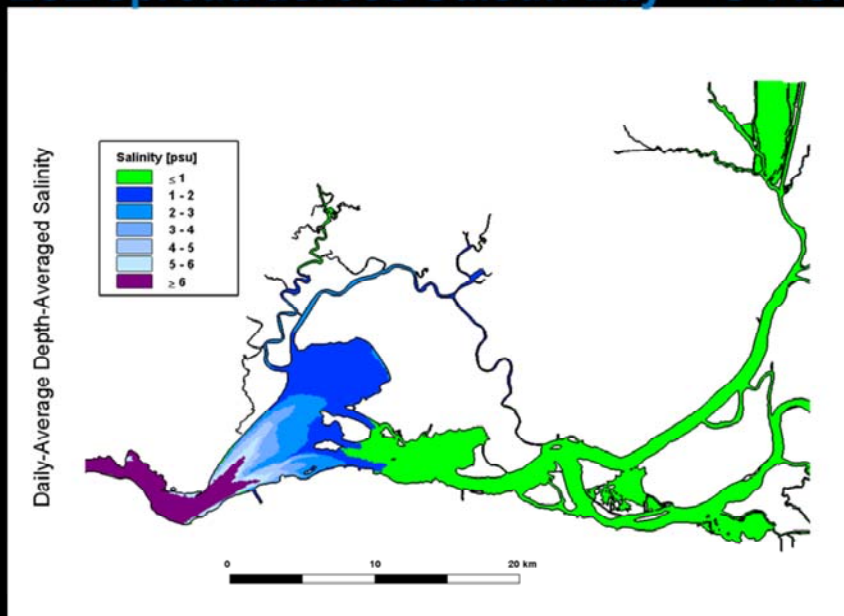 Daily-Average Depth-Averaged Salinity
Salinity [psu]
≤ 1
1 - 2
2 - 3
3 - 4
4 - 5
5 - 6
≥ 6
0 10 20 km